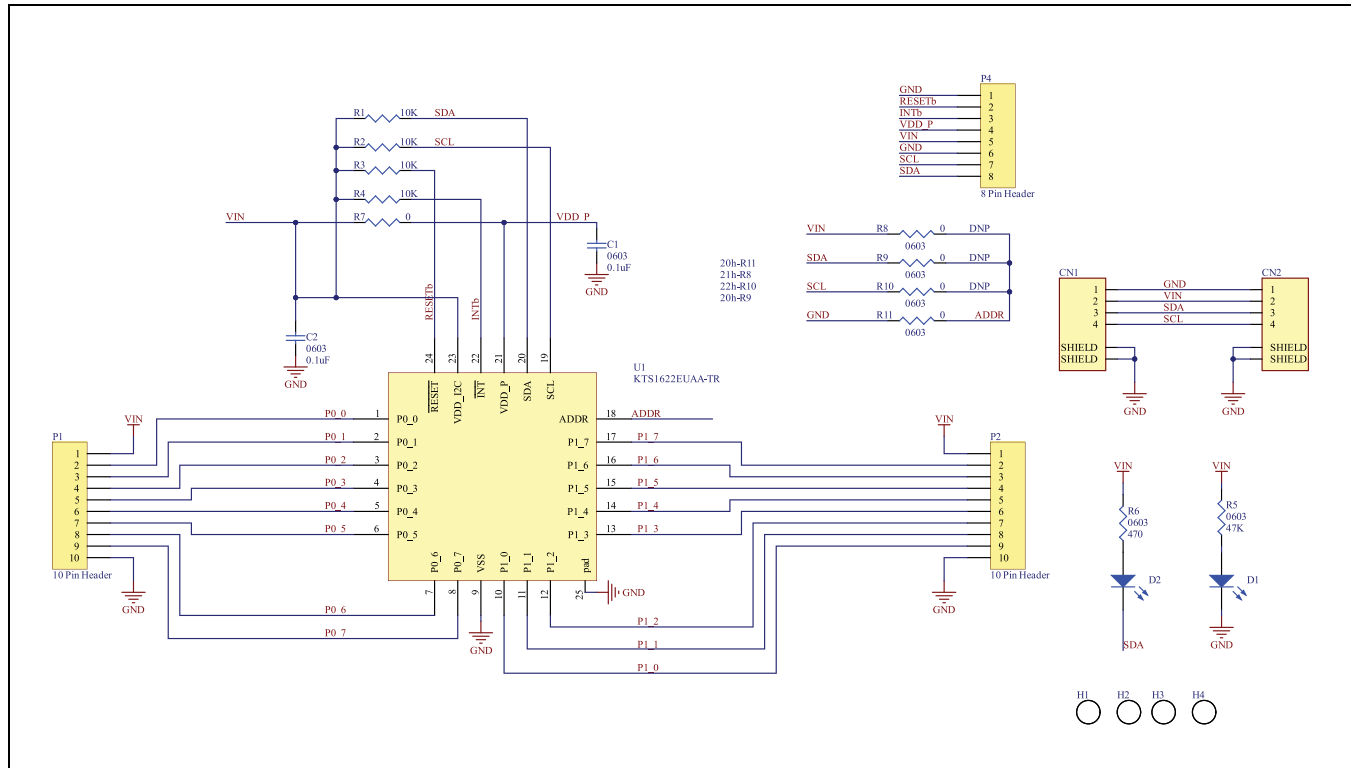 P4
GND
1
RESETb
2
INTb
3
VDD_P
4
VIN
5
GND
6
SCL
7
SDA
8
8 Pin Header
R1 10K SDA
R2 10K SCL
R3 10K
R4 10K
VIN R7 0 VDD_P
C1
0603
0.1uF
GND
RESETb
INTb
C2
0603
0.1uF
GND
20h-R11
21h-R8
22h-R10
20h-R9
VIN R8 0 DNP
0603
SDA R9 0 DNP
0603
SCL R10 0 DNP
0603
GND R11 0 ADDR
0603
CN1
1 GND 1
2 VIN 2
3 SDA 3
4 SCL 4
CN2
SHIELD SHIELD
SHIELD SHIELD
GND GND
U1
KTS1622EUAA-TR
24 23 22 21 20 19
RESET VDD_I2C INT VDD_P SDA SCL
P0_0 1 P0_0
P0_1 2 P0_1
P0_2 3 P0_2
P0_3 4 P0_3
P0_4 5 P0_4
P0_5 6 P0_5
ADDR 18 ADDR
P1_7 17 P1_7
P1_6 16 P1_6
P1_5 15 P1_5
P1_4 14 P1_4
P1_3 13 P1_3
P0_6 P0_7 VSS P1_0 P1_1 P1_2 pad
7 8 9 10 11 12 25
GND
GND
P0_6
P0_7
P1_2
P1_1
P1_0
P1
VIN
1
2
3
4
5
6
7
8
9
10
10 Pin Header
GND
P2
VIN
1
2
3
4
5
6
7
8
9
10
10 Pin Header
GND
VIN
R6
0603
470
D2
SDA
VIN
R5
0603
47K
D1
GND
H1 H2 H3 H4